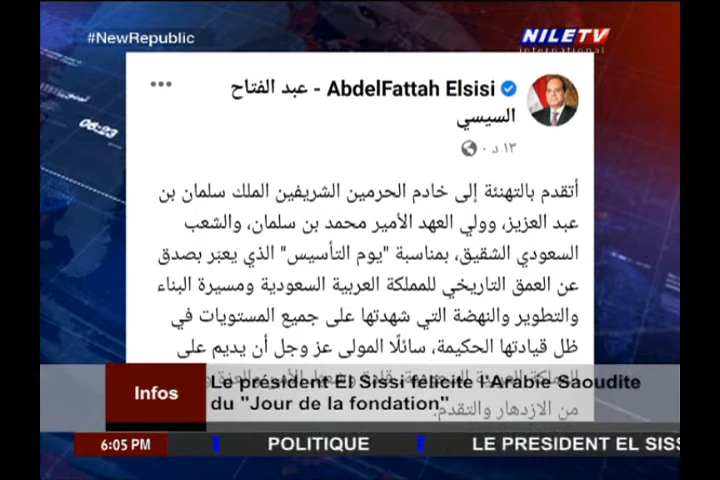 #NewRepublic
NILETV
international
AbdelFattah Elsisi - عبد الفتاح
السيسي
١٣ د
أتقدم بالتهنئة إلى خادم الحرمين الشريفين الملك سلمان بن
عبد العزيز، وولي العهد الأمير محمد بن سلمان، والشعب
السعودي الشقيق، بمناسبة "يوم التأسيس" الذي يعبّر بصدق
عن العمق التاريخي للمملكة العربية السعودية ومسيرة البناء
والتطوير والنهضة التي شهدتها على جميع المستويات في
ظل قيادتها الحكيمة، سائلًا المولى عز وجل أن يديم على
من الازدهار والتقدم.
06:23
Infos
Le président El Sissi félicite l'Arabie Saoudite
du "Jour de la fondation"
6:05 PM
POLITIQUE
LE PRESIDENT EL SISS